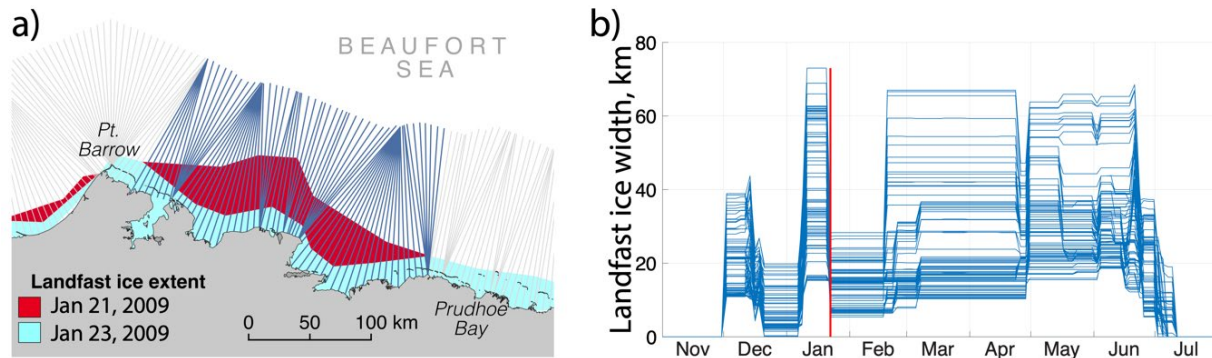 a)
BEAUFORT
SEA
Pt.
Barrow
Landfast ice extent
Jan 21, 2009
Jan 23, 2009
0 50 100 km
Prudhoe
Bay
b)
Landfast ice width, km
80
60
40
20
0
Nov Dec Jan Feb Mar Apr May Jun Jul